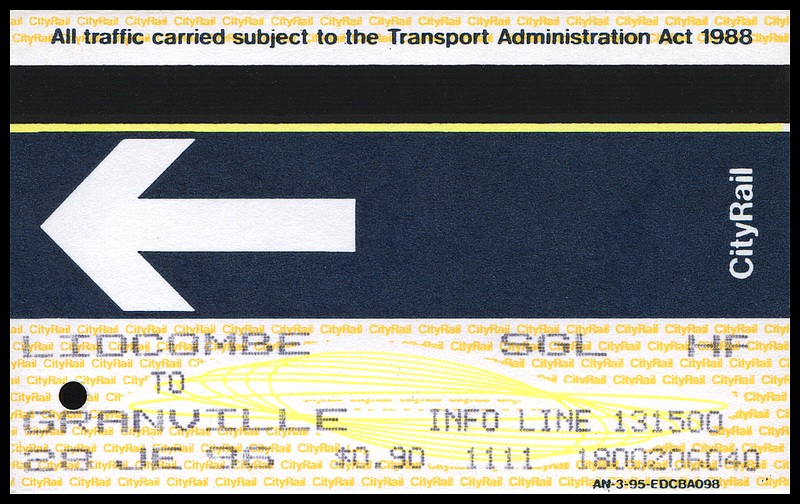 All traffic carried subject to the Transport Administration Act 1988
CityRail
LIDCOMBE SGL HF
TO
GRANVILLE INFO LINE 131500
28 JE 96 $0.90 1111 1800206040
AN-3-95-EDCBA098